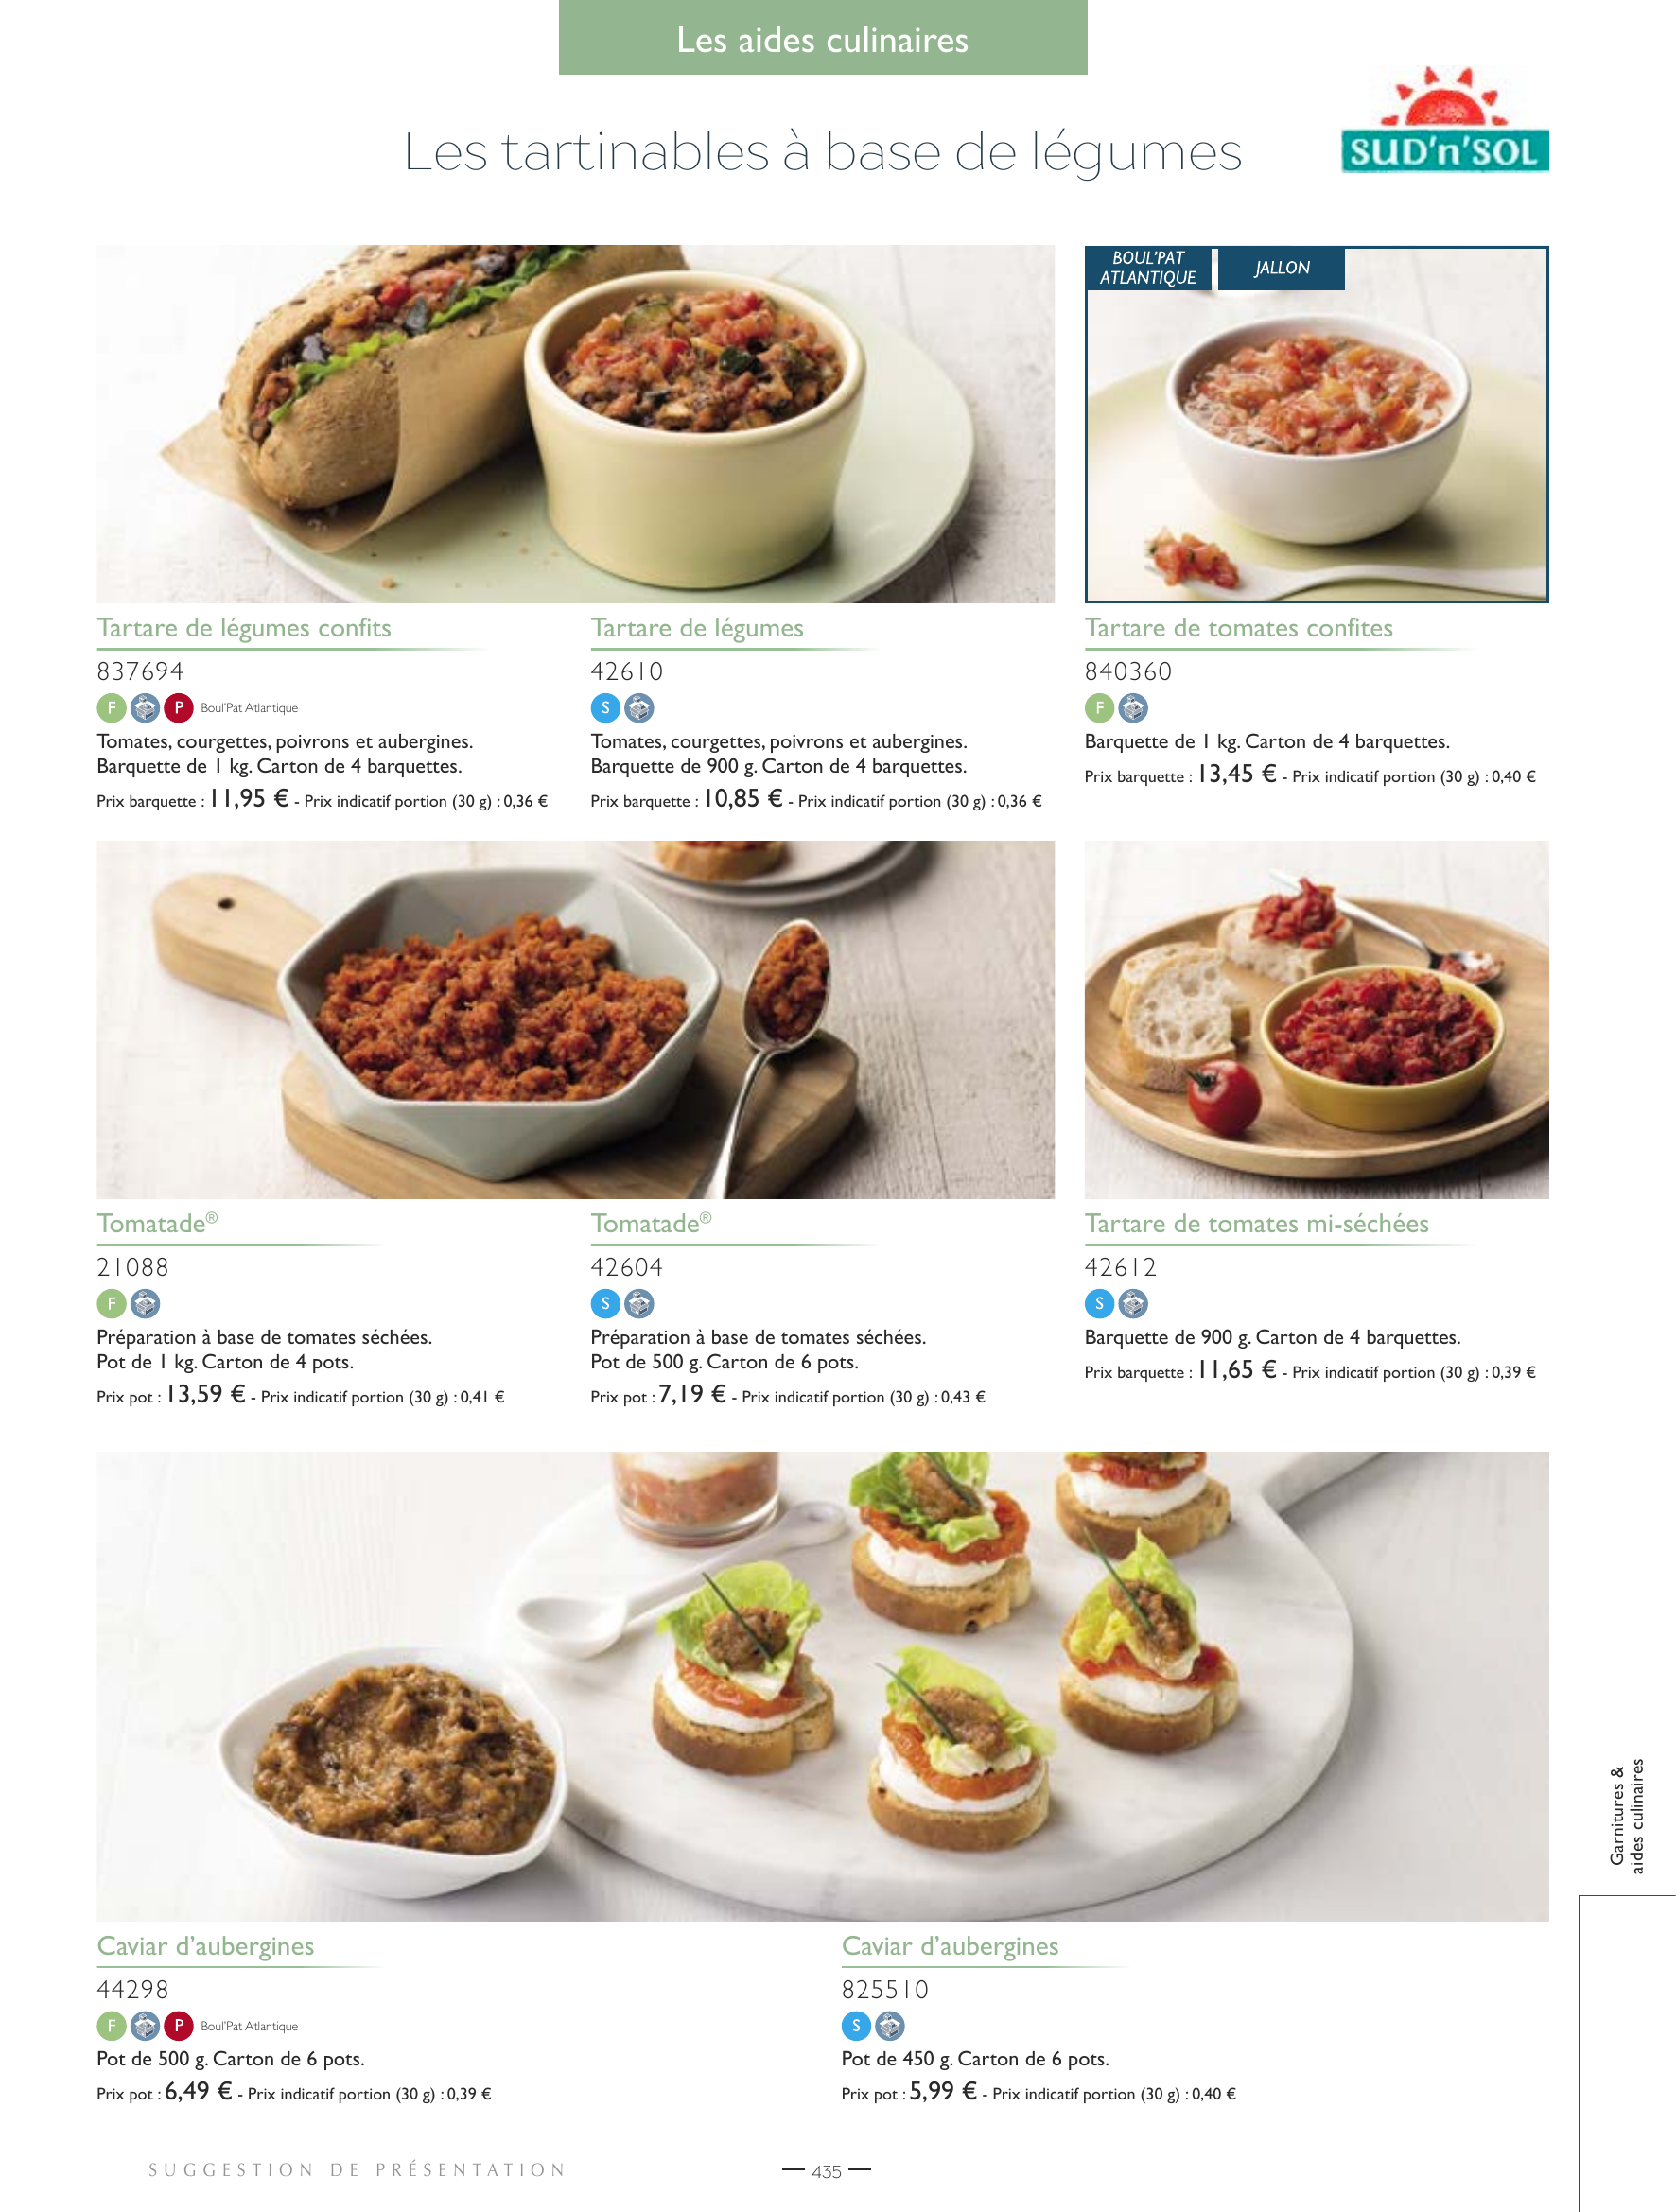 Les aides culinaires
Les tartinables à base de légumes
SUD'n'SOL
BOUL'PAT
ATLANTIQUE
JALLON
Tartare de légumes confits
837694
F P Boul'Pat Atlantique
Tomates, courgettes, poivrons et aubergines.
Barquette de 1 kg. Carton de 4 barquettes.
Prix barquette : 11,95 € - Prix indicatif portion (30 g) : 0,36 €
Tartare de légumes
42610
S
Tomates, courgettes, poivrons et aubergines.
Barquette de 900 g. Carton de 4 barquettes.
Prix barquette : 10,85 € - Prix indicatif portion (30 g) : 0,36 €
Tartare de tomates confites
840360
F
Barquette de 1 kg. Carton de 4 barquettes.
Prix barquette : 13,45 € - Prix indicatif portion (30 g) : 0,40 €
Tomatade®
21088
F
Préparation à base de tomates séchées.
Pot de 1 kg. Carton de 4 pots.
Prix pot : 13,59 € - Prix indicatif portion (30 g) : 0,41 €
Tomatade®
42604
S
Préparation à base de tomates séchées.
Pot de 500 g. Carton de 6 pots.
Prix pot : 7,19 € - Prix indicatif portion (30 g) : 0,43 €
Tartare de tomates mi-séchées
42612
S
Barquette de 900 g. Carton de 4 barquettes.
Prix barquette : 11,65 € - Prix indicatif portion (30 g) : 0,39 €
Caviar d'aubergines
44298
F P Boul'Pat Atlantique
Pot de 500 g. Carton de 6 pots.
Prix pot : 6,49 € - Prix indicatif portion (30 g) : 0,39 €
Caviar d'aubergines
825510
S
Pot de 450 g. Carton de 6 pots.
Prix pot : 5,99 € - Prix indicatif portion (30 g) : 0,40 €
Garnitures &
aides culinaires
SUGGESTION DE PRÉSENTATION
— 435 —